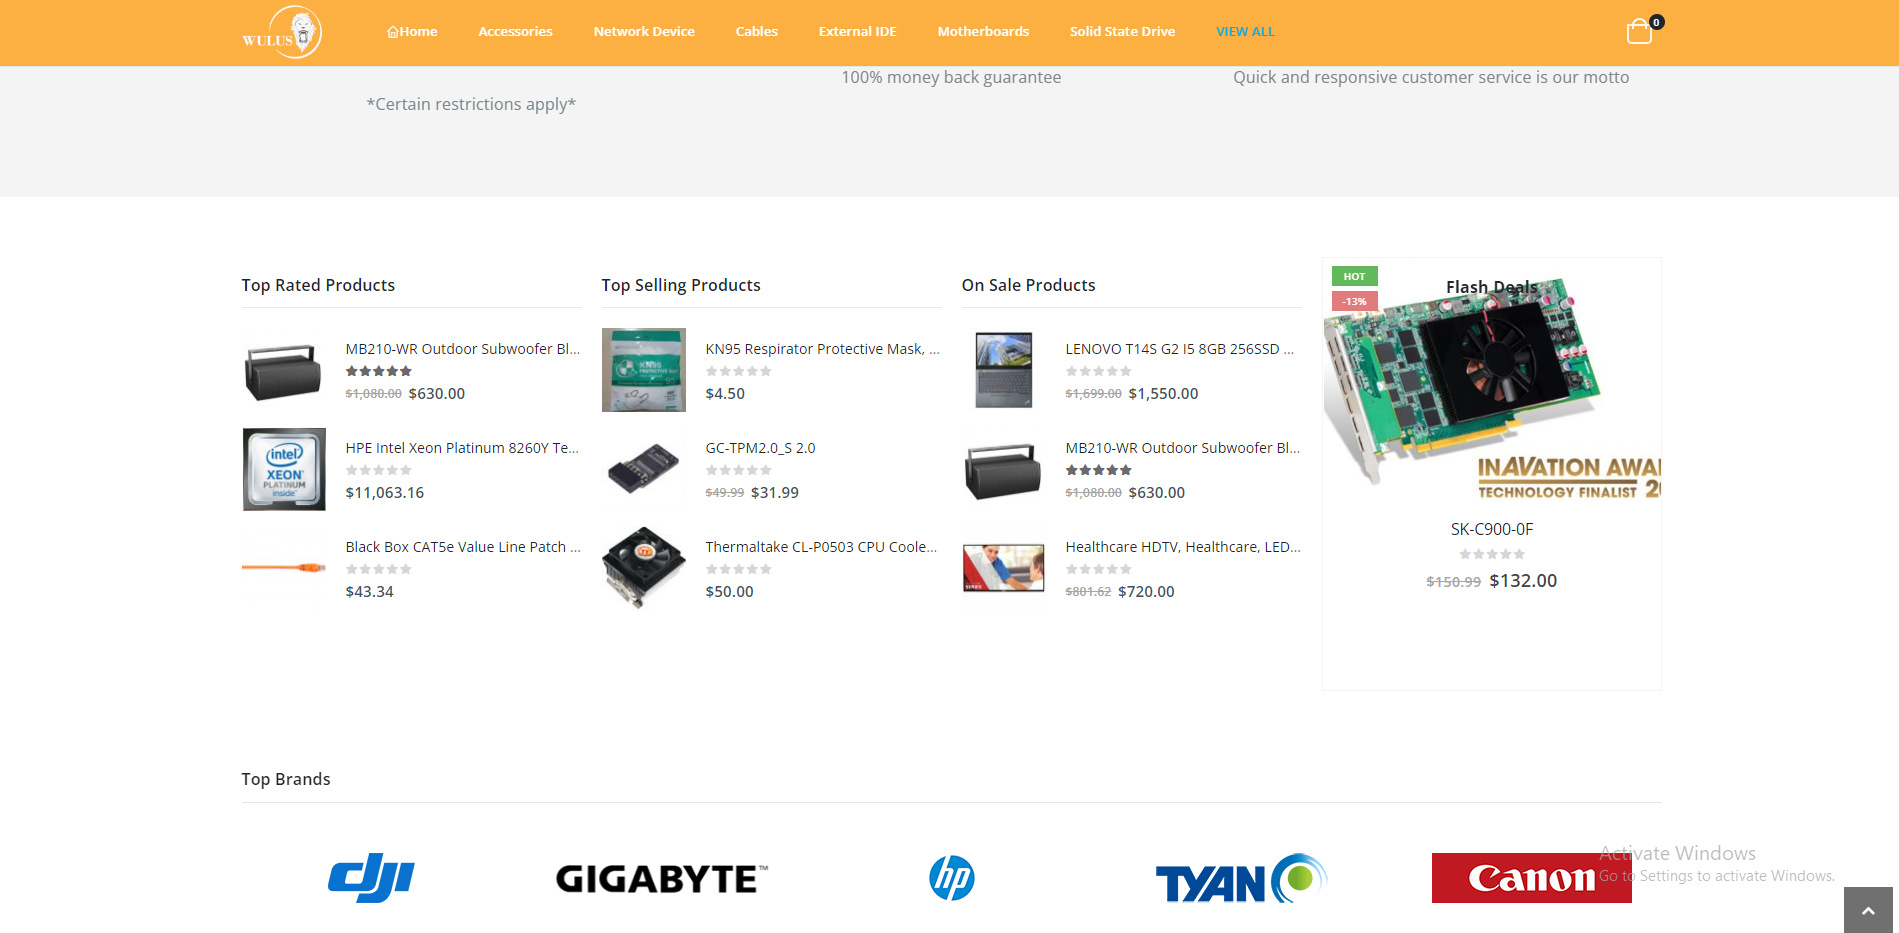 WULUS
Home
Accessories
Network Device
Cables
External IDE
Motherboards
Solid State Drive
VIEW ALL
0
100% money back guarantee
Quick and responsive customer service is our motto
*Certain restrictions apply*
Top Rated Products
MB210-WR Outdoor Subwoofer Bl...
$1,080.00 $630.00
intel
XEON
PLATINUM
inside
HPE Intel Xeon Platinum 8260Y Te...
$11,063.16
Black Box CAT5e Value Line Patch ...
$43.34
Top Selling Products
KN95
KN95 Respirator Protective Mask, ...
$4.50
GC-TPM2.0_S 2.0
$49.99 $31.99
Thermaltake CL-P0503 CPU Coole...
$50.00
On Sale Products
LENOVO T14S G2 I5 8GB 256SSD ...
$1,699.00 $1,550.00
MB210-WR Outdoor Subwoofer Bl...
$1,080.00 $630.00
Healthcare HDTV, Healthcare, LED...
$801.62 $720.00
HOT
-13%
Flash Deals
INAVATION AWA
TECHNOLOGY FINALIST 20
SK-C900-0F
$150.99 $132.00
Top Brands
dji
GIGABYTE™
hp
TYAN
Canon
Activate Windows
Go to Settings to activate Windows.